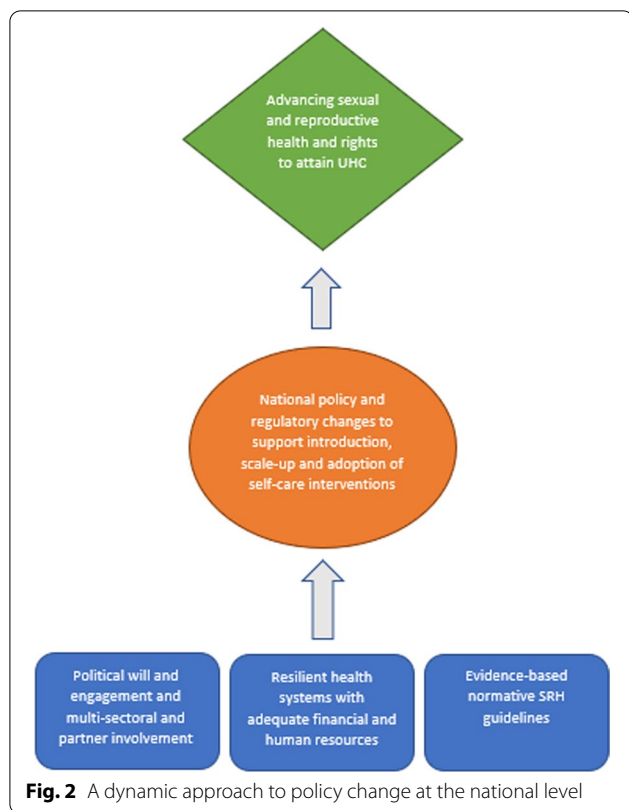 Advancing sexual
and reproductive
health and rights
to attain UHC
National policy and
regulatory changes to
support introduction,
scale-up and adoption of
self-care interventions
Political will and
engagement and
multi-sectoral and
partner involvement
Resilient health
systems with
adequate financial and
human resources
Evidence-based
normative SRH
guidelines
Fig. 2 A dynamic approach to policy change at the national level